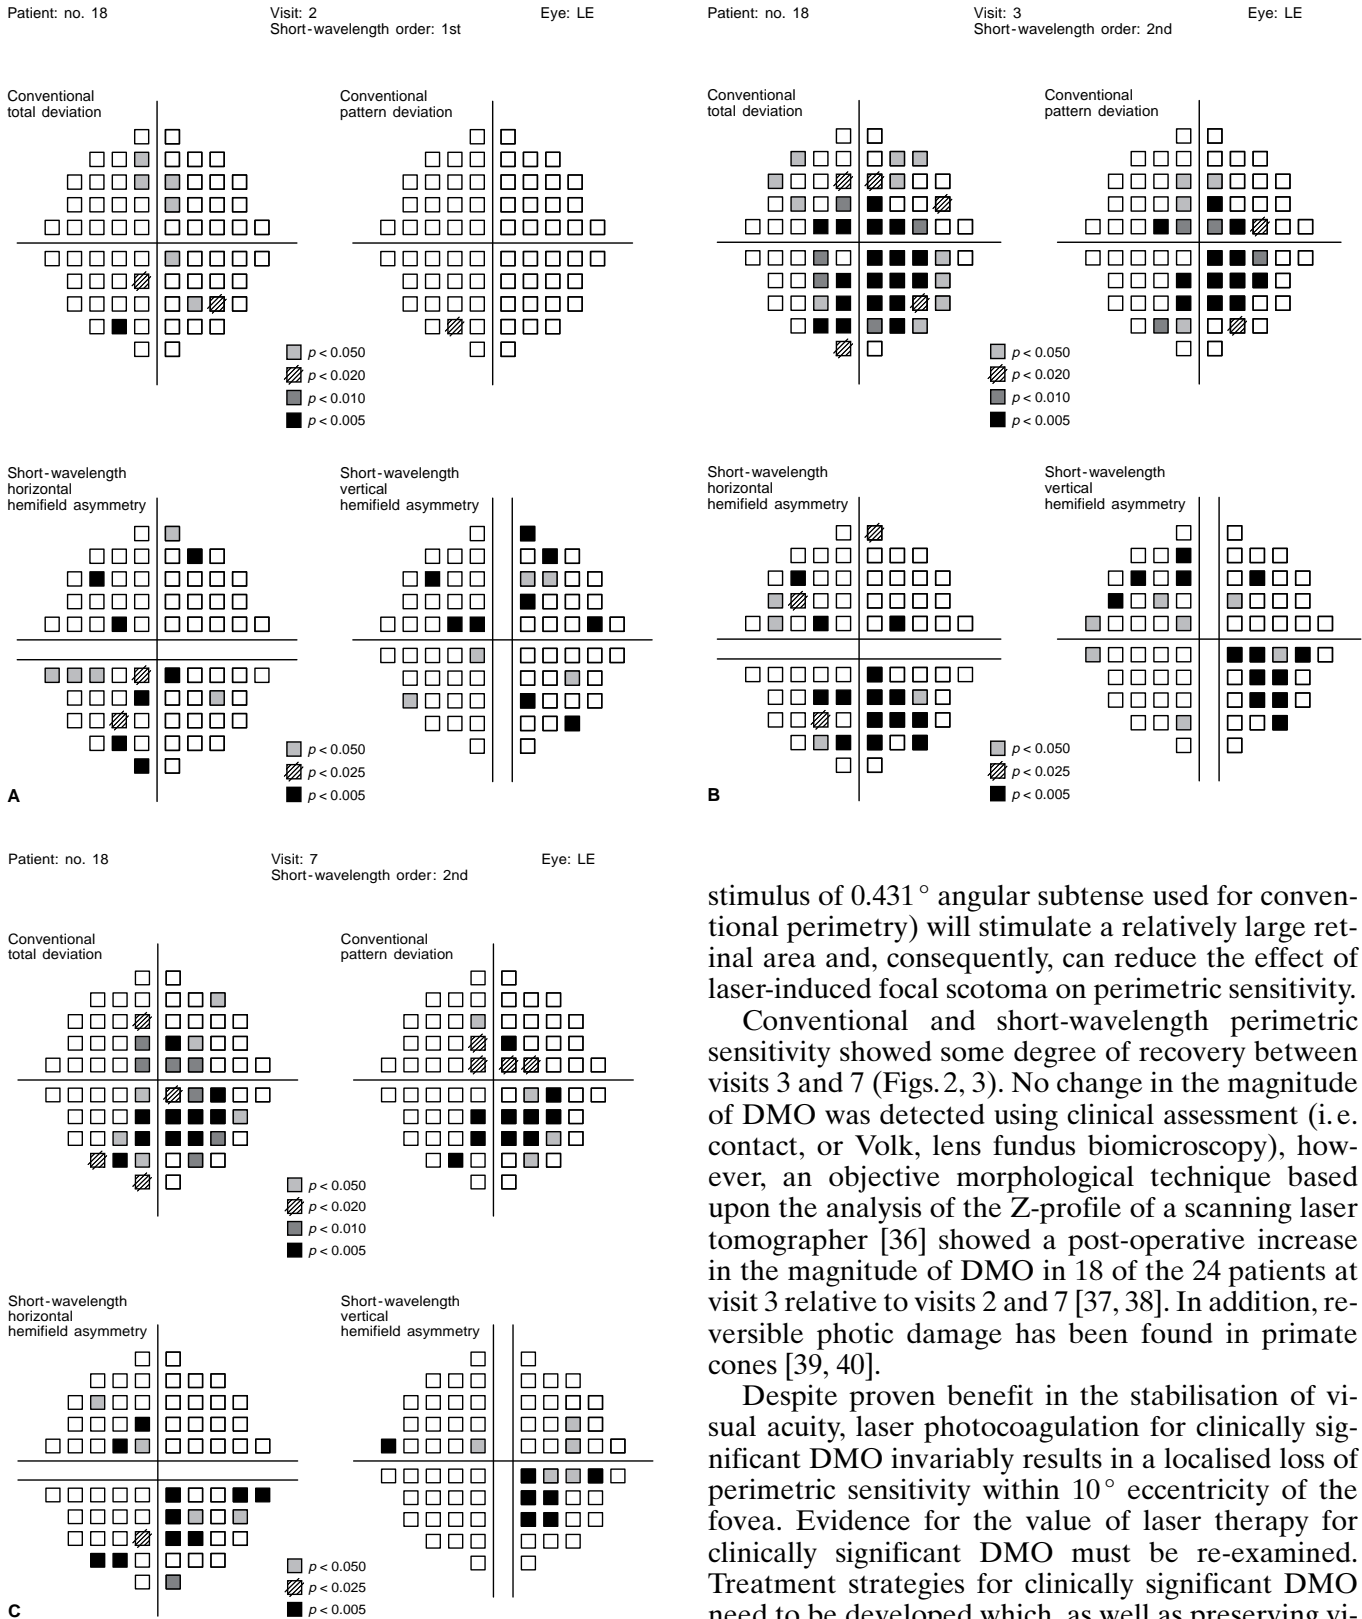 Patient: no. 18 Visit: 2 Eye: LE
Short-wavelength order: 1st
Conventional
total deviation
Conventional
pattern deviation
p < 0.050
p < 0.020
p < 0.010
p < 0.005
Short-wavelength
horizontal
hemifield asymmetry
Short-wavelength
vertical
hemifield asymmetry
p < 0.050
p < 0.025
p < 0.005
A
Patient: no. 18 Visit: 3 Eye: LE
Short-wavelength order: 2nd
Conventional
total deviation
Conventional
pattern deviation
p < 0.050
p < 0.020
p < 0.010
p < 0.005
Short-wavelength
horizontal
hemifield asymmetry
Short-wavelength
vertical
hemifield asymmetry
p < 0.050
p < 0.025
p < 0.005
B
Patient: no. 18 Visit: 7 Eye: LE
Short-wavelength order: 2nd
Conventional
total deviation
Conventional
pattern deviation
p < 0.050
p < 0.020
p < 0.010
p < 0.005
Short-wavelength
horizontal
hemifield asymmetry
Short-wavelength
vertical
hemifield asymmetry
p < 0.050
p < 0.025
p < 0.005
C
stimulus of 0.431° angular subtense used for conven-
tional perimetry) will stimulate a relatively large ret-
inal area and, consequently, can reduce the effect of
laser-induced focal scotoma on perimetric sensitivity.
Conventional and short-wavelength perimetric
sensitivity showed some degree of recovery between
visits 3 and 7 (Figs. 2, 3). No change in the magnitude
of DMO was detected using clinical assessment (i. e.
contact, or Volk, lens fundus biomicroscopy), how-
ever, an objective morphological technique based
upon the analysis of the Z-profile of a scanning laser
tomographer [36] showed a post-operative increase
in the magnitude of DMO in 18 of the 24 patients at
visit 3 relative to visits 2 and 7 [37, 38]. In addition, re-
versible photic damage has been found in primate
cones [39, 40].
Despite proven benefit in the stabilisation of vi-
sual acuity, laser photocoagulation for clinically sig-
nificant DMO invariably results in a localised loss of
perimetric sensitivity within 10° eccentricity of the
fovea. Evidence for the value of laser therapy for
clinically significant DMO must be re-examined.
Treatment strategies for clinically significant DMO
need to be developed which, as well as preserving vi-